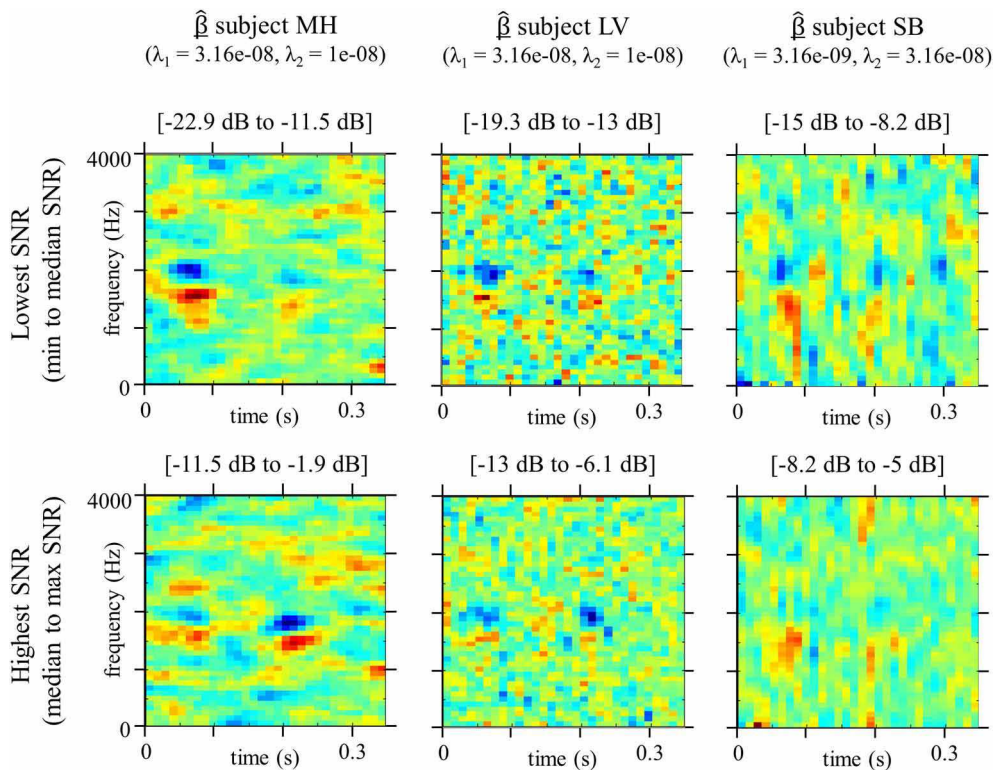 β̂ subject MH
(λ₁ = 3.16e-08, λ₂ = 1e-08)
β̂ subject LV
(λ₁ = 3.16e-08, λ₂ = 1e-08)
β̂ subject SB
(λ₁ = 3.16e-09, λ₂ = 3.16e-08)
Lowest SNR
(min to median SNR)
[-22.9 dB to -11.5 dB]
4000
frequency (Hz)
0
0
0.3
time (s)
[-19.3 dB to -13 dB]
0
0.3
time (s)
[-15 dB to -8.2 dB]
0
0.3
time (s)
Highest SNR
(median to max SNR)
[-11.5 dB to -1.9 dB]
4000
frequency (Hz)
0
0
0.3
time (s)
[-13 dB to -6.1 dB]
0
0.3
time (s)
[-8.2 dB to -5 dB]
0
0.3
time (s)